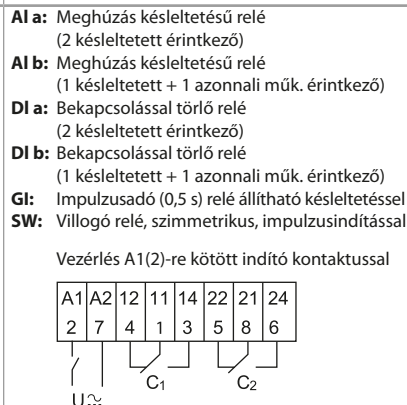 AI a: Meghúzás késleltetésű relé
(2 késleltetett érintkező)
AI b: Meghúzás késleltetésű relé
(1 késleltetett + 1 azonnali műk. érintkező)
DI a: Bekapcsolással törlő relé
(2 késleltetett érintkező)
DI b: Bekapcsolással törlő relé
(1 késleltetett + 1 azonnali műk. érintkező)
GI: Impulzusadó (0,5 s) relé állítható késleltetéssel
SW: Villogó relé, szimmetrikus, impulzusindítással
Vezérlés A1(2)-re kötött indító kontaktussal
A1 A2 12 11 14 22 21 24
2 7 4 1 3 5 8 6
C1 C2
U≂